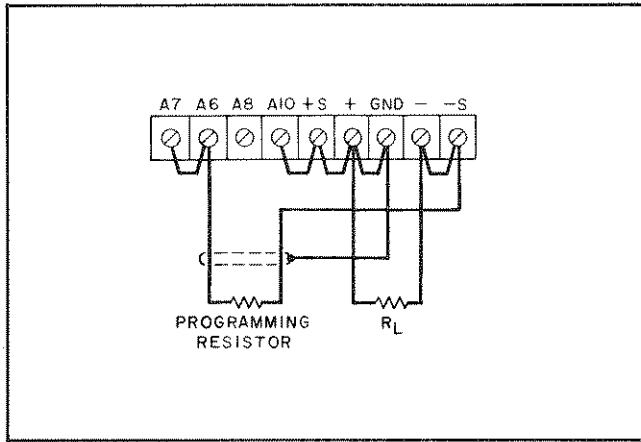 A7 A6 A8 A10 +S + GND - -S
PROGRAMMING
RESISTOR
RL